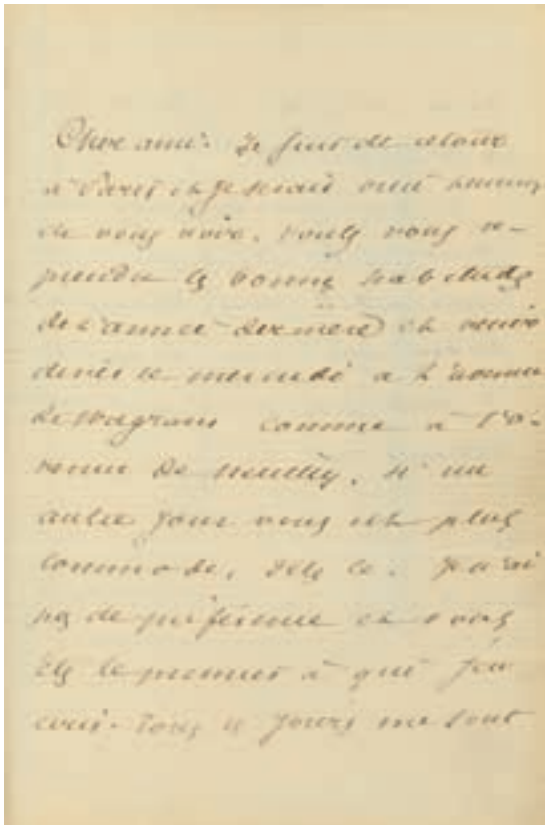 Cher ami. Je suis de retour
à Paris et je serais
de vous voir. voulez vous re-
prendre les bonnes habitudes
de l'année dernière et venir
diner le mercredi à l'avenue
de Wagram comme à l'a-
venue de Neuilly. si un
autre jour vous est plus
commode, dites le. Je n'ai
pas de préférence et vous
êtes le premier à qui j'en
écris. Tous les jours me sont